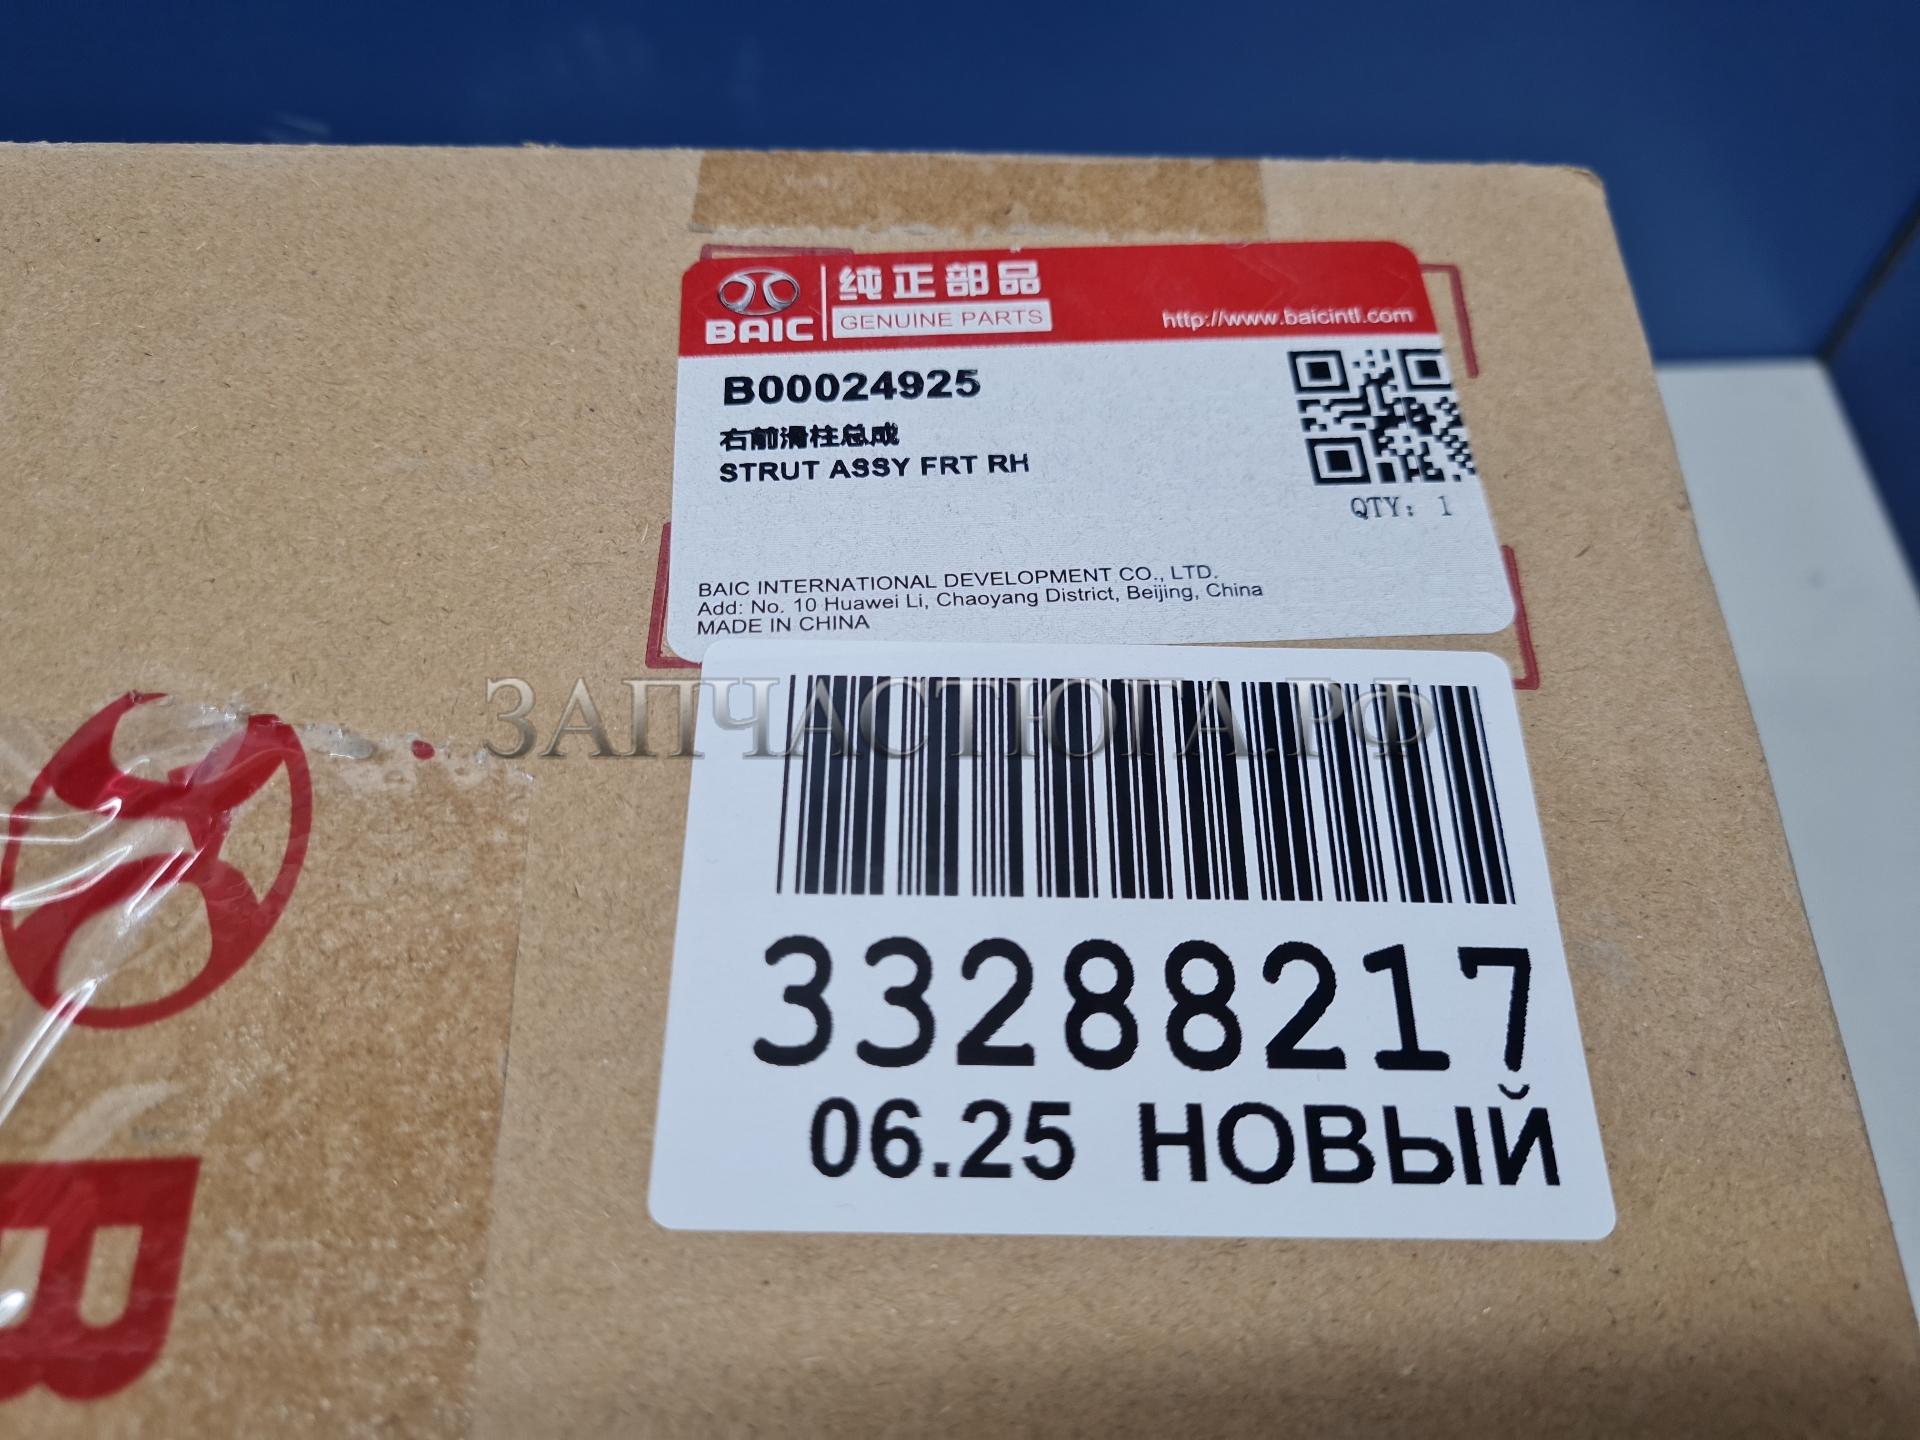 BAIC
纯正部品
GENUINE PARTS
http://www.baicintl.com
B00024925
右前滑柱总成
STRUT ASSY FRT RH
QTY: 1
BAIC INTERNATIONAL DEVELOPMENT CO., LTD.
Add: No. 10 Huawei Li, Chaoyang District, Beijing, China
MADE IN CHINA
ЗАПЧАСТЮГА.РФ
33288217
06.25 НОВЫЙ
B